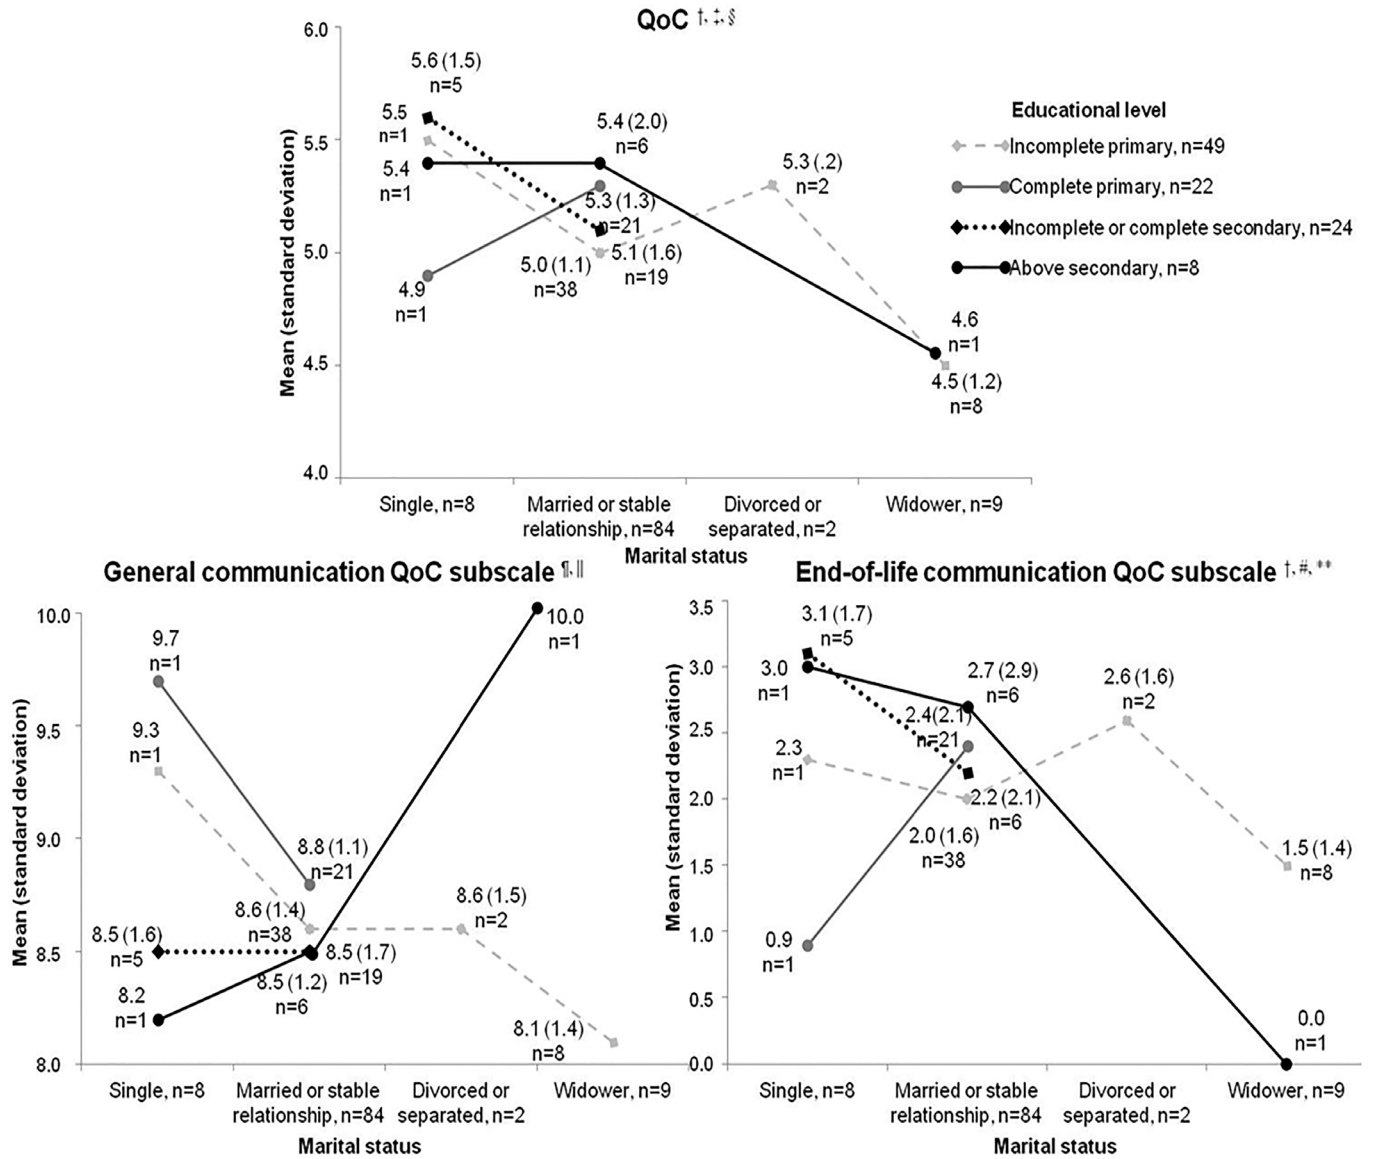 QoC †, ‡, §
Mean (standard deviation)
6.0
5.5
5.0
4.5
4.0
5.6 (1.5)
n=5
5.5
n=1
5.4
n=1
4.9
n=1
5.4 (2.0)
n=6
5.3 (1.3)
n=21
5.1 (1.6)
n=19
5.0 (1.1)
n=38
5.3 (.2)
n=2
4.6
n=1
4.5 (1.2)
n=8
Educational level
Incomplete primary, n=49
Complete primary, n=22
Incomplete or complete secondary, n=24
Above secondary, n=8
Single, n=8
Married or stable
relationship, n=84
Divorced or
separated, n=2
Widower, n=9
Marital status
General communication QoC subscale ¶, ||
Mean (standard deviation)
10.0
9.5
9.0
8.5
8.0
9.7
n=1
9.3
n=1
8.5 (1.6)
n=5
8.2
n=1
8.8 (1.1)
n=21
8.6 (1.4)
n=38
8.5 (1.7)
n=19
8.5 (1.2)
n=6
8.6 (1.5)
n=2
10.0
n=1
8.1 (1.4)
n=8
Single, n=8
Married or stable
relationship, n=84
Divorced or
separated, n=2
Widower, n=9
Marital status
End-of-life communication QoC subscale †, #, **
Mean (standard deviation)
3.5
3.0
2.5
2.0
1.5
1.0
0.5
0.0
3.1 (1.7)
n=5
3.0
n=1
2.3
n=1
0.9
n=1
2.7 (2.9)
n=6
2.4(2.1)
n=21
2.2 (2.1)
n=6
2.0 (1.6)
n=38
2.6 (1.6)
n=2
1.5 (1.4)
n=8
0.0
n=1
Single, n=8
Married or stable
relationship, n=84
Divorced or
separated, n=2
Widower, n=9
Marital status